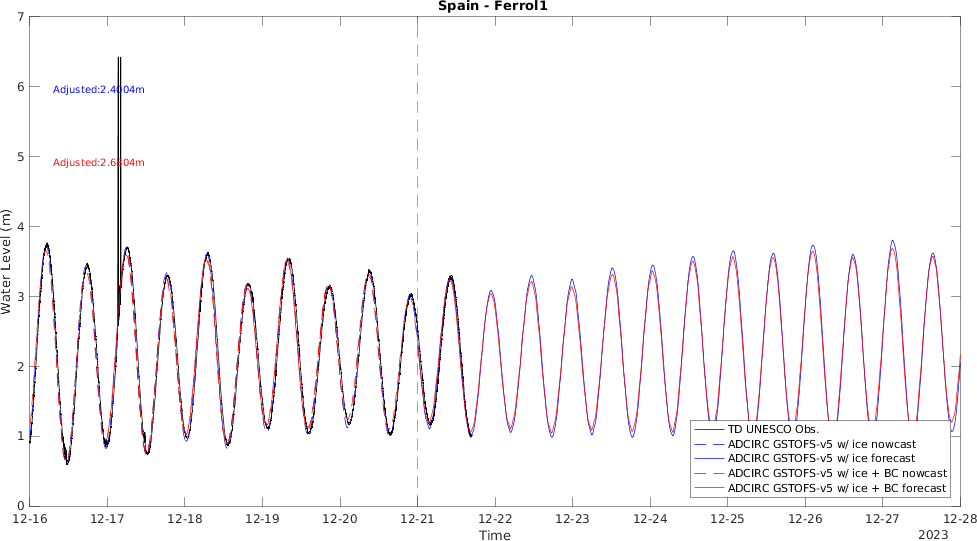 Spain - Ferrol1
7
6
5
4
3
2
1
0
Water Level (m)
Adjusted:2.4004m
Adjusted:2.6404m
TD UNESCO Obs.
ADCIRC GSTOFS-v5 w/ ice nowcast
ADCIRC GSTOFS-v5 w/ ice forecast
ADCIRC GSTOFS-v5 w/ ice + BC nowcast
ADCIRC GSTOFS-v5 w/ ice + BC forecast
12-16 12-17 12-18 12-19 12-20 12-21 12-22 12-23 12-24 12-25 12-26 12-27 12-28
Time
2023